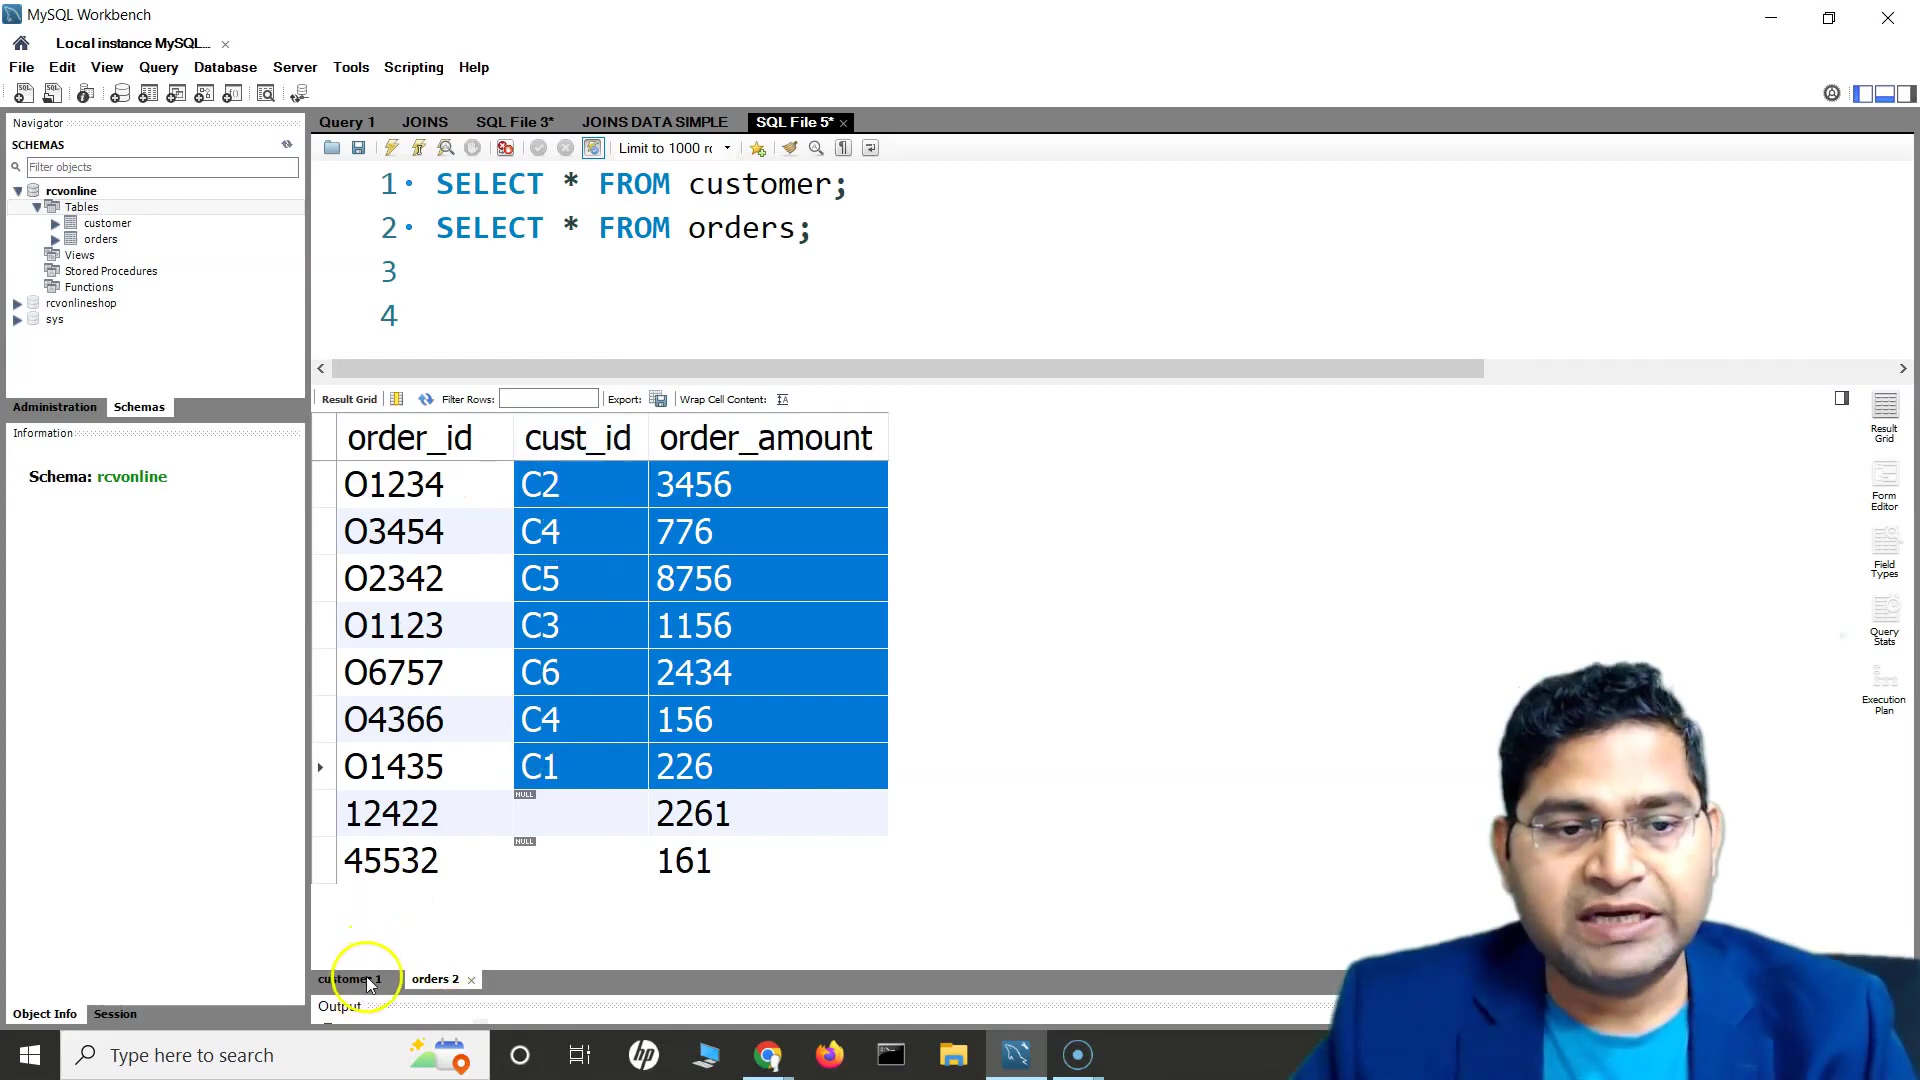 MySQL Workbench
Local instance MySQL...
File Edit View Query Database Server Tools Scripting Help
Navigator
SCHEMAS
Filter objects
rcvonline
Tables
customer
orders
Views
Stored Procedures
Functions
rcvonlineshop
sys
Administration Schemas
Information
Schema: rcvonline
Object Info Session
Query 1 JOINS SQL File 3* JOINS DATA SIMPLE SQL File 5*
Limit to 1000 rc
1 SELECT * FROM customer;
2 SELECT * FROM orders;
3
4
Result Grid Filter Rows: Export: Wrap Cell Content:
order_id cust_id order_amount
O1234 C2 3456
O3454 C4 776
O2342 C5 8756
O1123 C3 1156
O6757 C6 2434
O4366 C4 156
O1435 C1 226
12422 NULL 2261
45532 NULL 161
Result
Grid
Form
Editor
Field
Types
Query
Stats
Execution
Plan
customer 1 orders 2
Output
Type here to search
hp